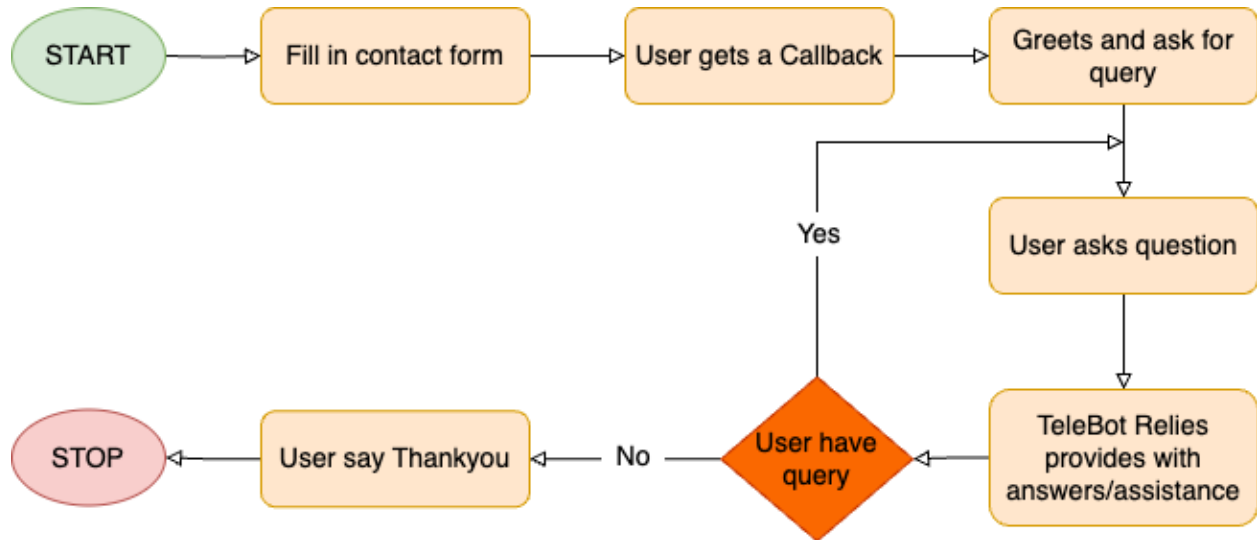 START
Fill in contact form
User gets a Callback
Greets and ask for
query
Yes
User asks question
TeleBot Relies
provides with
answers/assistance
User have
query
No
User say Thankyou
STOP